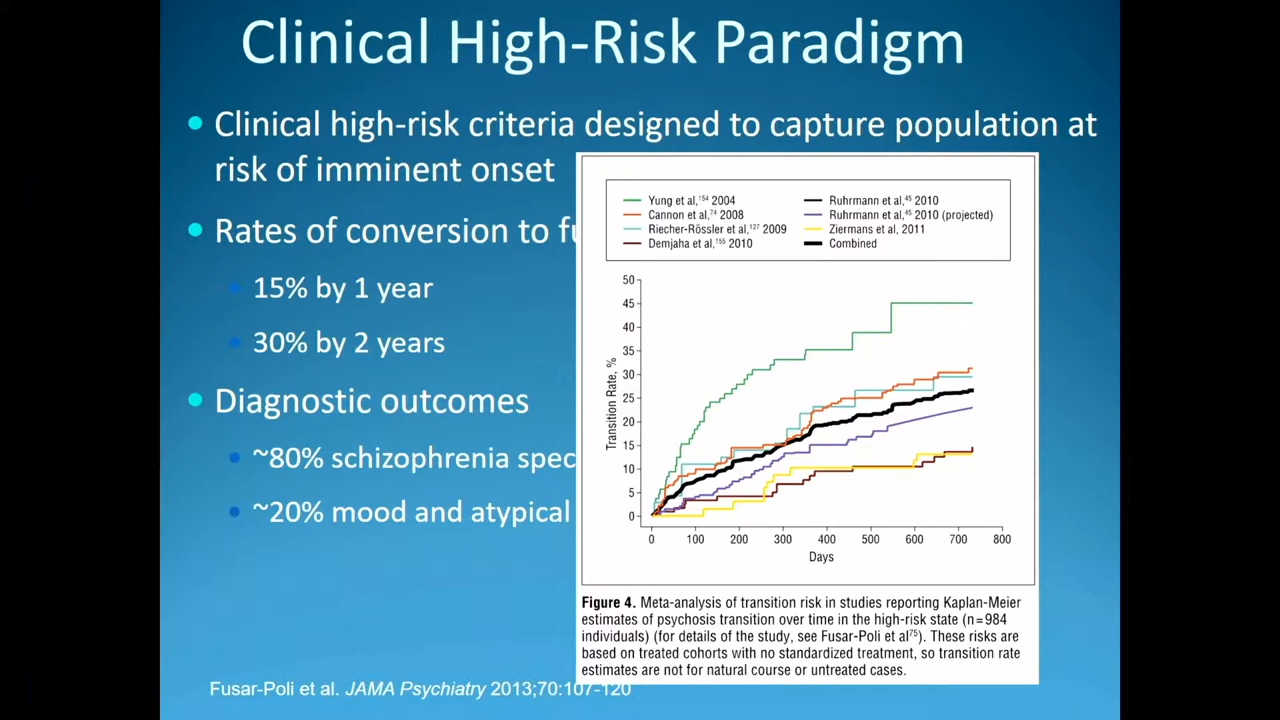 Clinical High-Risk Paradigm
• Clinical high-risk criteria designed to capture population at
risk of imminent onset
• Rates of conversion to fu
• 15% by 1 year
• 30% by 2 years
• Diagnostic outcomes
• ~80% schizophrenia spec
• ~20% mood and atypical
Yung et al,154 2004
Cannon et al,74 2008
Riecher-Rössler et al,127 2009
Demjaha et al,155 2010
Ruhrmann et al,45 2010
Ruhrmann et al,45 2010 (projected)
Ziermans et al, 2011
Combined
Transition Rate, %
50
45
40
35
30
25
20
15
10
5
0
0 100 200 300 400 500 600 700 800
Days
Figure 4. Meta-analysis of transition risk in studies reporting Kaplan-Meier
estimates of psychosis transition over time in the high-risk state (n=984
individuals) (for details of the study, see Fusar-Poli et al75). These risks are
based on treated cohorts with no standardized treatment, so transition rate
estimates are not for natural course or untreated cases.
Fusar-Poli et al. JAMA Psychiatry 2013;70:107-120